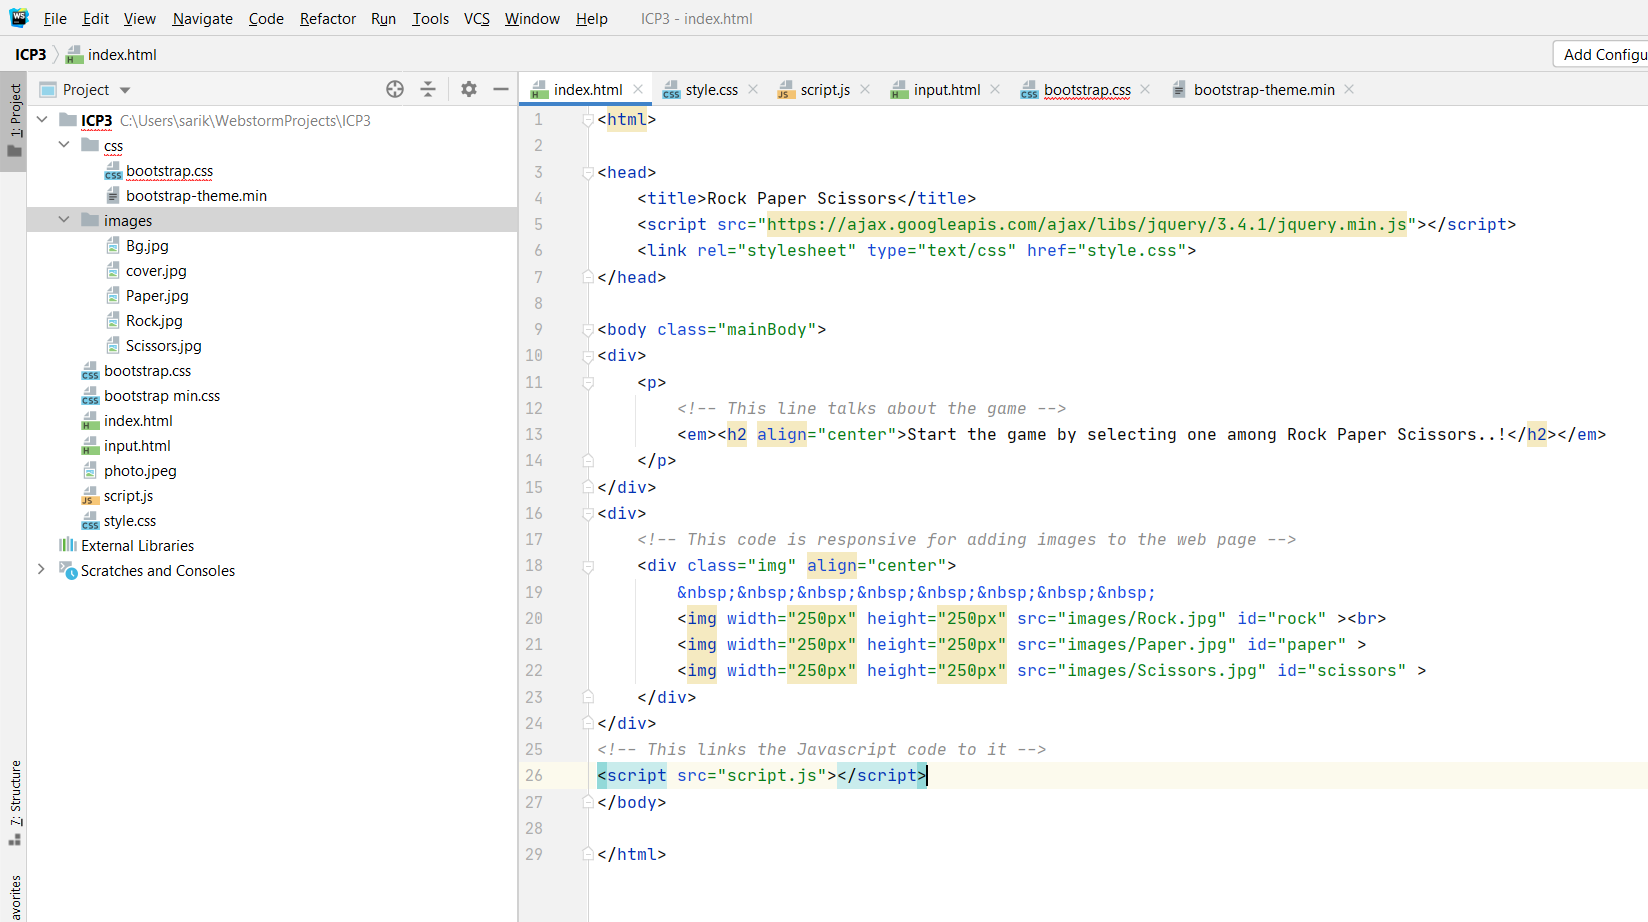 WS File Edit View Navigate Code Refactor Run Tools VCS Window Help ICP3 - index.html
ICP3 index.html Add Configu
1: Project
Project
ICP3 C:\Users\sarik\WebstormProjects\ICP3
css
bootstrap.css
bootstrap-theme.min
images
Bg.jpg
cover.jpg
Paper.jpg
Rock.jpg
Scissors.jpg
bootstrap.css
bootstrap min.css
index.html
input.html
photo.jpeg
script.js
style.css
External Libraries
Scratches and Consoles
7: Structure
avorites
index.html style.css script.js input.html bootstrap.css bootstrap-theme.min
1 <html>
2
3 <head>
4 <title>Rock Paper Scissors</title>
5 <script src="https://ajax.googleapis.com/ajax/libs/jquery/3.4.1/jquery.min.js"></script>
6 <link rel="stylesheet" type="text/css" href="style.css">
7 </head>
8
9 <body class="mainBody">
10 <div>
11 <p>
12 <!-- This line talks about the game -->
13 <em><h2 align="center">Start the game by selecting one among Rock Paper Scissors..!</h2></em>
14 </p>
15 </div>
16 <div>
17 <!-- This code is responsive for adding images to the web page -->
18 <div class="img" align="center">
19 &nbsp;&nbsp;&nbsp;&nbsp;&nbsp;&nbsp;&nbsp;&nbsp;
20 <img width="250px" height="250px" src="images/Rock.jpg" id="rock" ><br>
21 <img width="250px" height="250px" src="images/Paper.jpg" id="paper" >
22 <img width="250px" height="250px" src="images/Scissors.jpg" id="scissors" >
23 </div>
24 </div>
25 <!-- This links the Javascript code to it -->
26 <script src="script.js"></script>
27 </body>
28
29 </html>